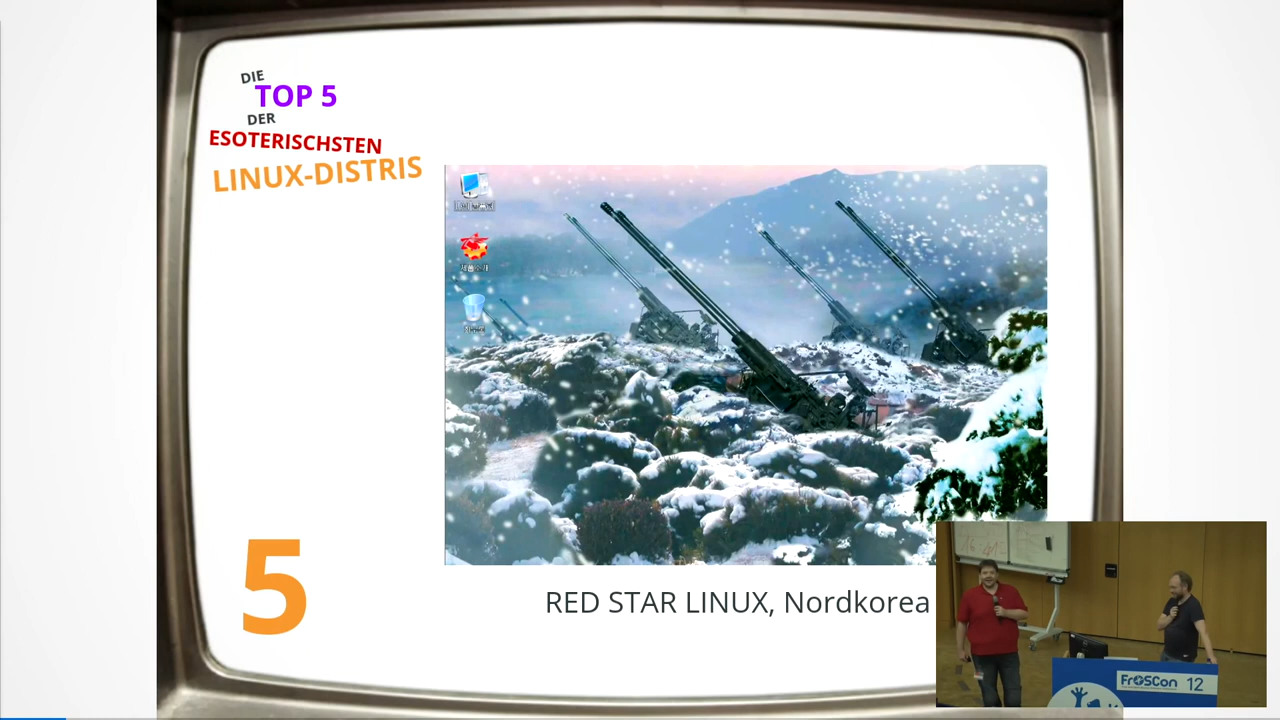 DIE
TOP 5
DER
ESOTERISCHSTEN
LINUX-DISTRIS
5
RED STAR LINUX, Nordkorea
FrOSCon 12